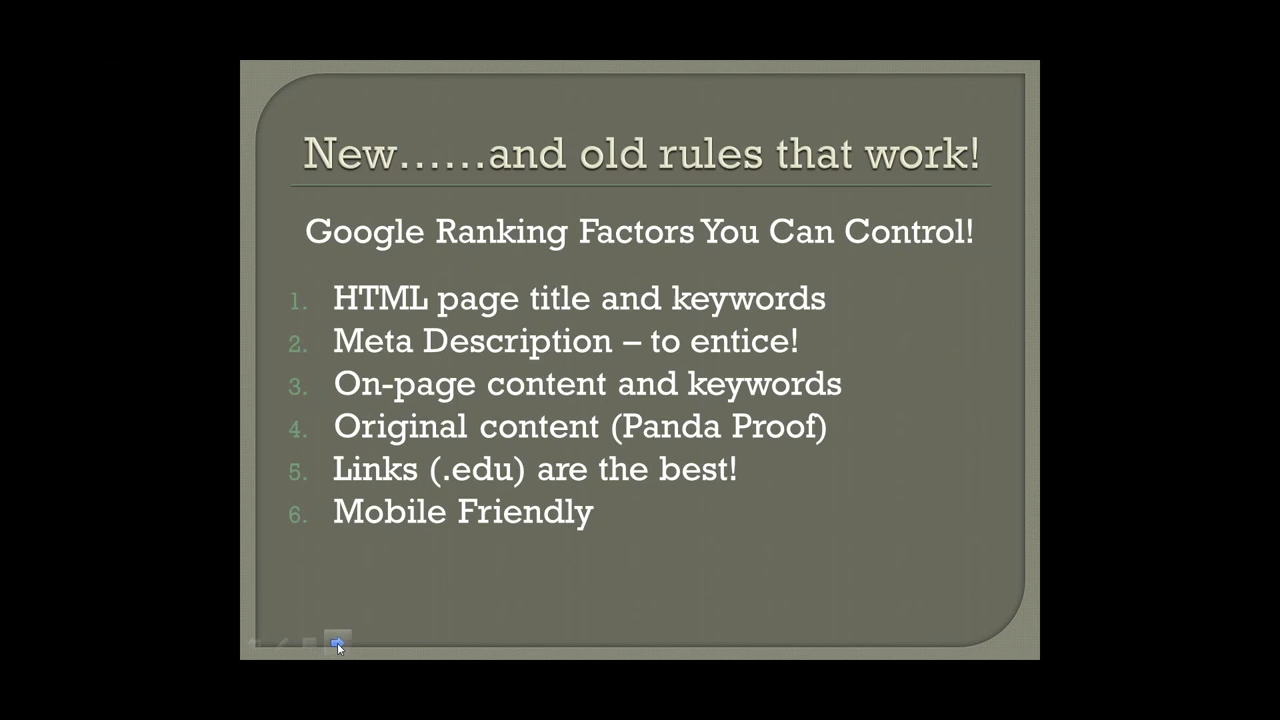 New......and old rules that work!
Google Ranking Factors You Can Control!
1. HTML page title and keywords
2. Meta Description – to entice!
3. On-page content and keywords
4. Original content (Panda Proof)
5. Links (.edu) are the best!
6. Mobile Friendly